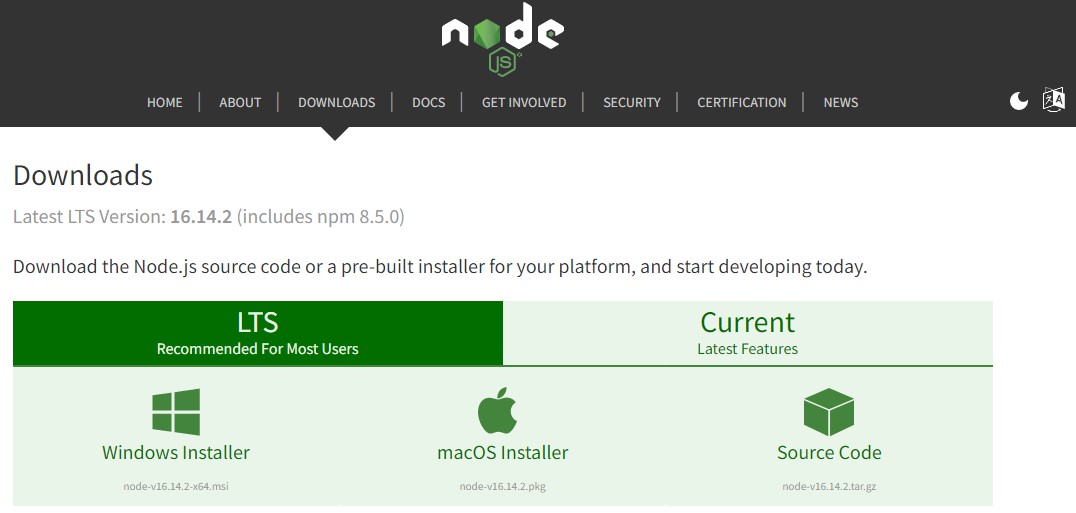 node
JS
HOME | ABOUT | DOWNLOADS | DOCS | GET INVOLVED | SECURITY | CERTIFICATION | NEWS
Downloads
Latest LTS Version: 16.14.2 (includes npm 8.5.0)
Download the Node.js source code or a pre-built installer for your platform, and start developing today.
LTS
Recommended For Most Users
Current
Latest Features
Windows Installer
node-v16.14.2-x64.msi
macOS Installer
node-v16.14.2.pkg
Source Code
node-v16.14.2.tar.gz